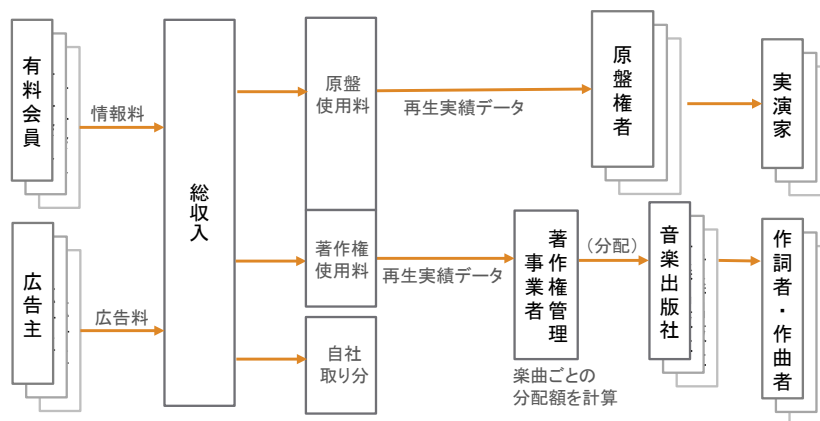 有料会員
情報料
広告主
広告料
総収入
原盤
使用料
著作権
使用料
自社
取り分
再生実績データ
再生実績データ
原盤権者
実演家
著作権管理
事業者
楽曲ごとの
分配額を計算
（分配）
音楽出版社
作詞者・作曲者